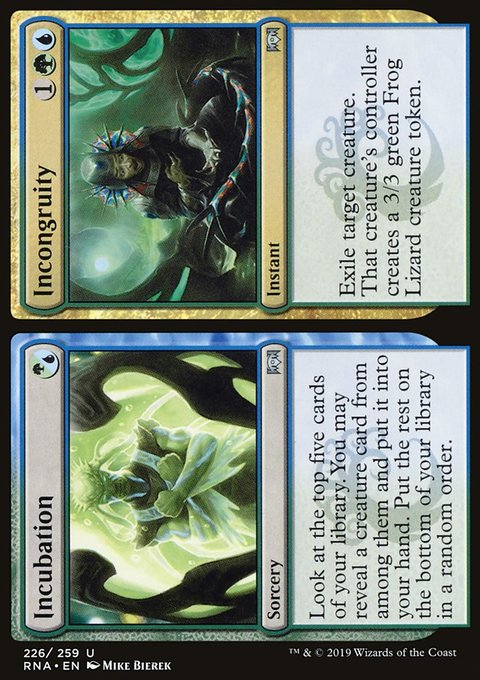 Incongruity 1
Instant
Exile target creature.
That creature's controller
creates a 3/3 green Frog
Lizard creature token.
Incubation
Sorcery
Look at the top five cards
of your library. You may
reveal a creature card from
among them and put it into
your hand. Put the rest on
the bottom of your library
in a random order.
226/259 U
RNA • EN Mike Bierek
™ & © 2019 Wizards of the Coast